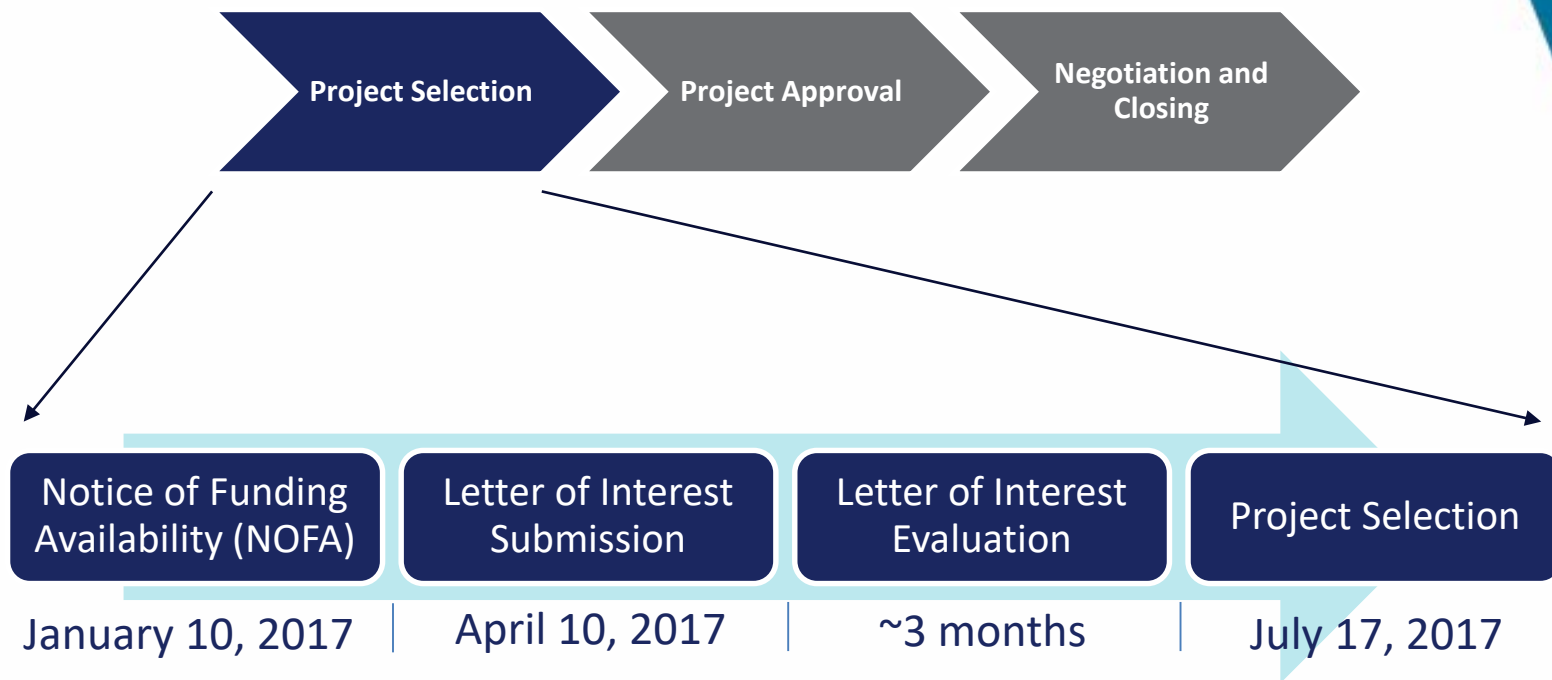 Project Selection
Project Approval
Negotiation and
Closing
Notice of Funding
Availability (NOFA)
Letter of Interest
Submission
Letter of Interest
Evaluation
Project Selection
January 10, 2017
April 10, 2017
~3 months
July 17, 2017